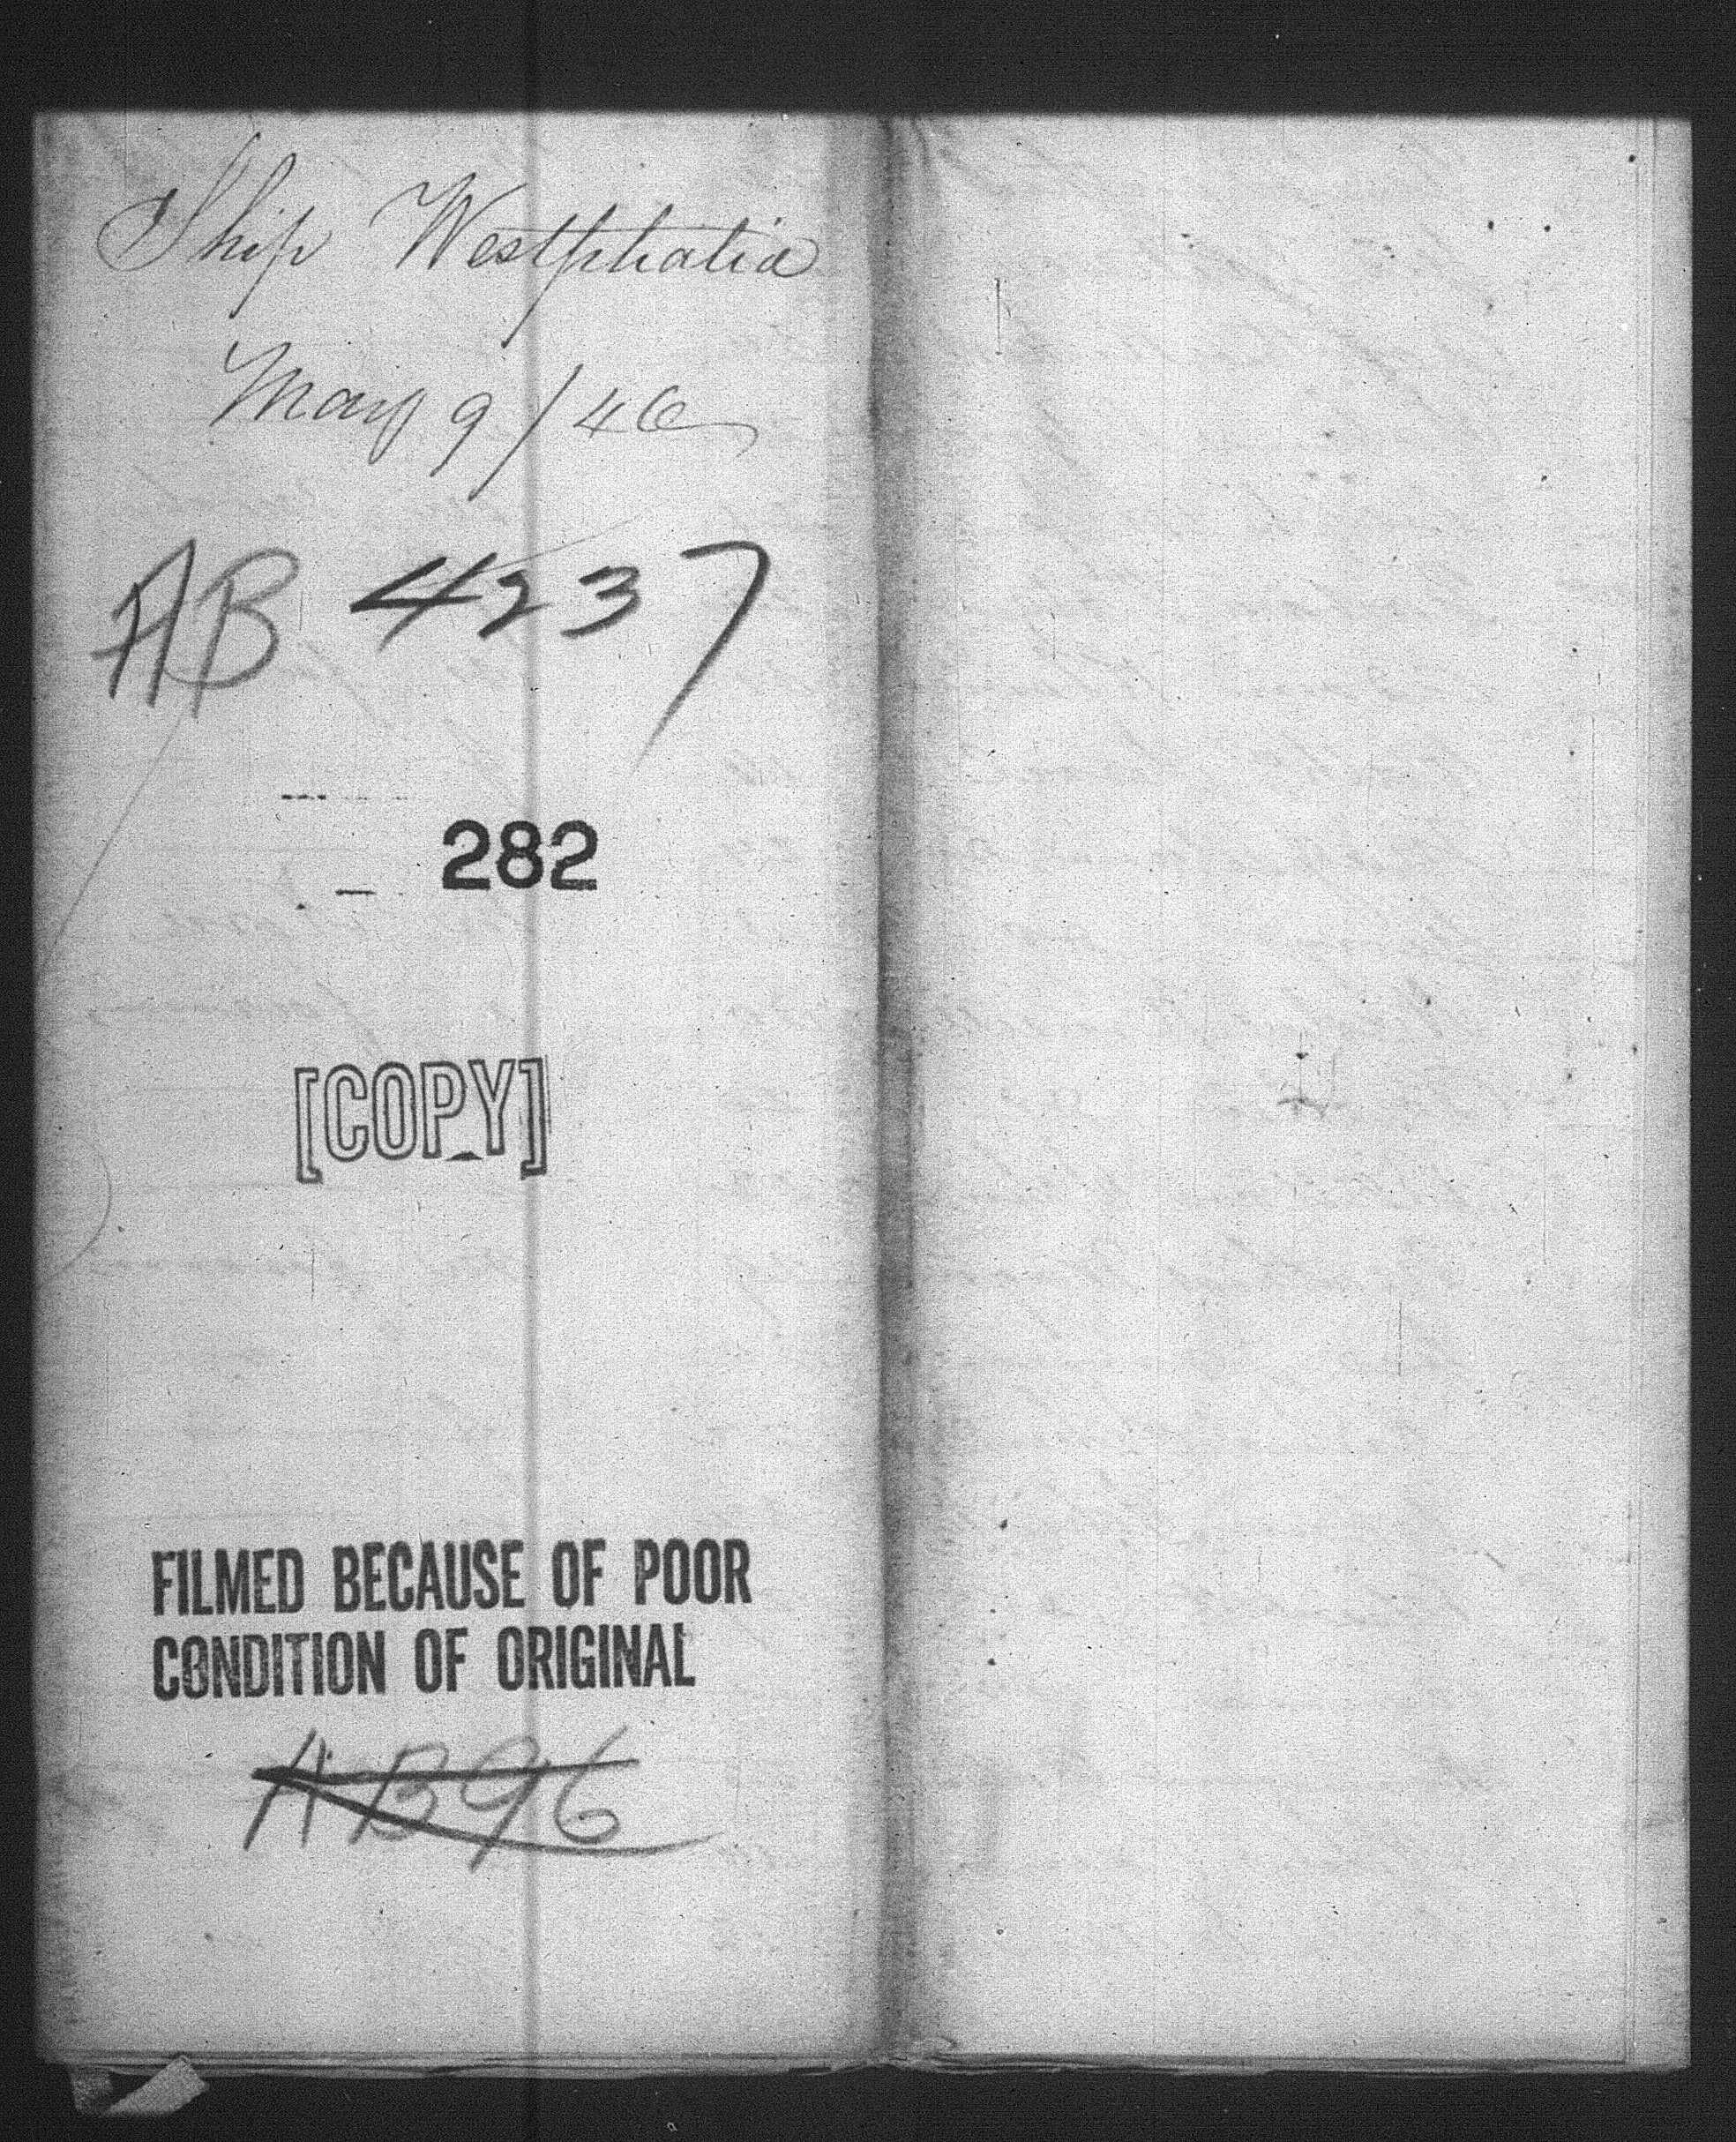 Ship Westphalia
May 9/46
AB 4237
282
[COPY]
FILMED BECAUSE OF POOR
CONDITION OF ORIGINAL
AB96